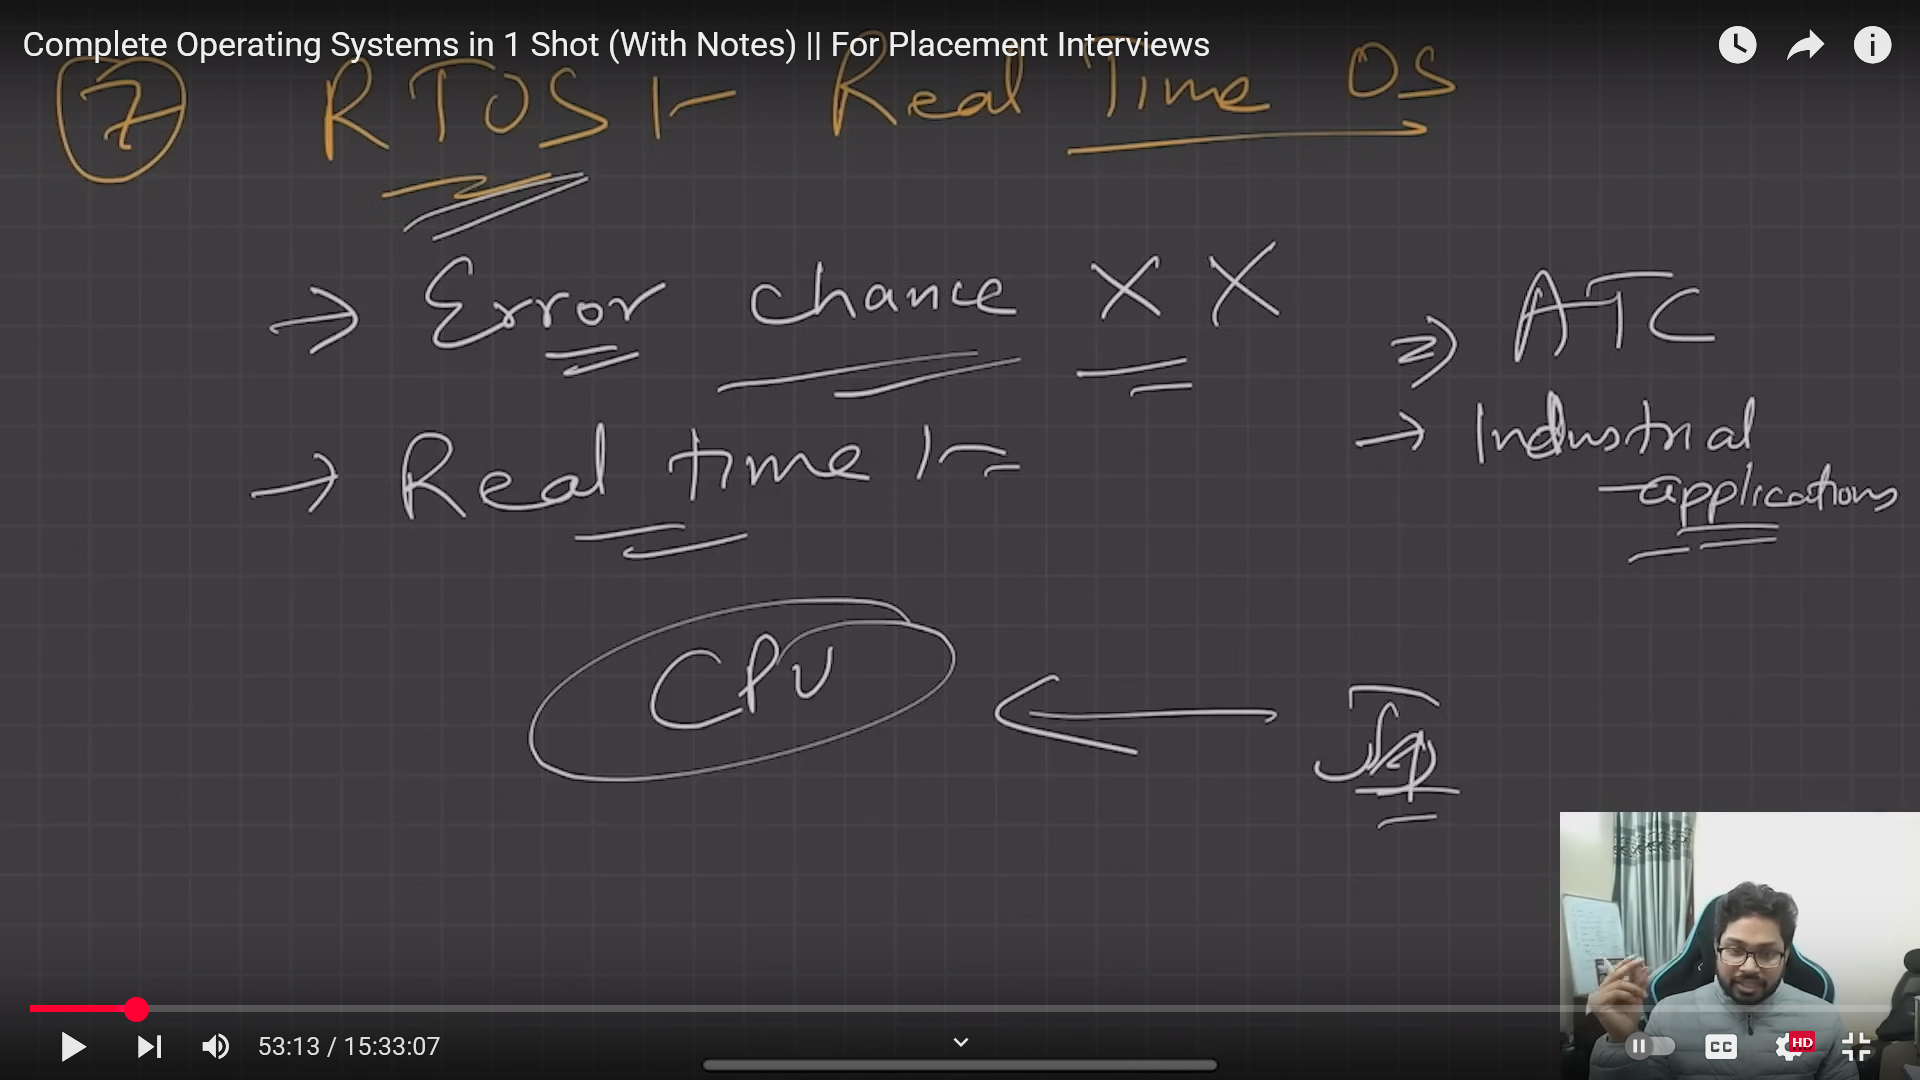 Complete Operating Systems in 1 Shot (With Notes) || For Placement Interviews
7 RTOS :- Real Time OS
→ Error chance X X
⇒ ATC
→ Industrial
applications
→ Real time :-
CPU
53:13 / 15:33:07
CC
HD